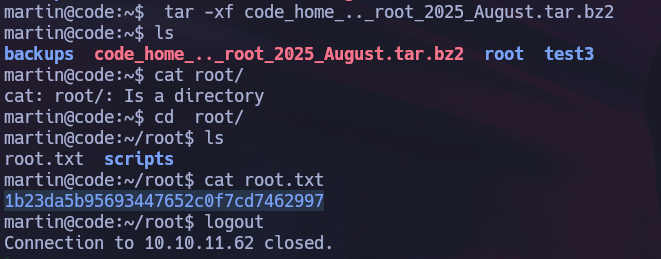 martin@code:~$  tar -xf code_home_.._root_2025_August.tar.bz2
martin@code:~$ ls
backups  code_home_.._root_2025_August.tar.bz2  root  test3
martin@code:~$ cat root/
cat: root/: Is a directory
martin@code:~$ cd  root/
martin@code:~/root$ ls
root.txt  scripts
martin@code:~/root$ cat root.txt
1b23da5b95693447652c0f7cd7462997
martin@code:~/root$ logout
Connection to 10.10.11.62 closed.